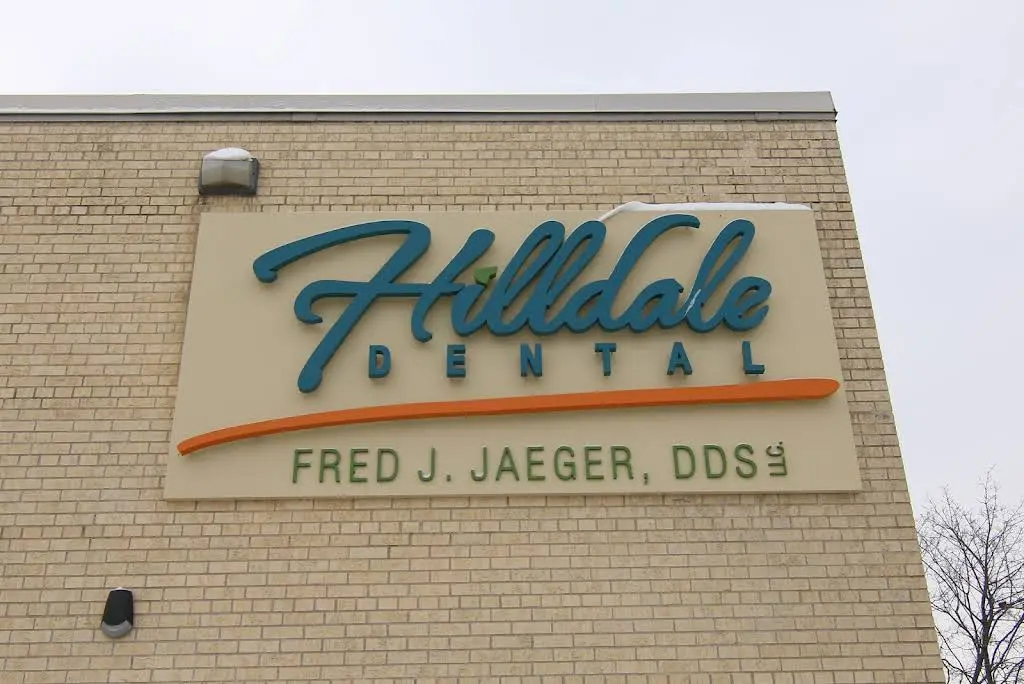 Hilldale
DENTAL
FRED J. JAEGER, DDS LLC.